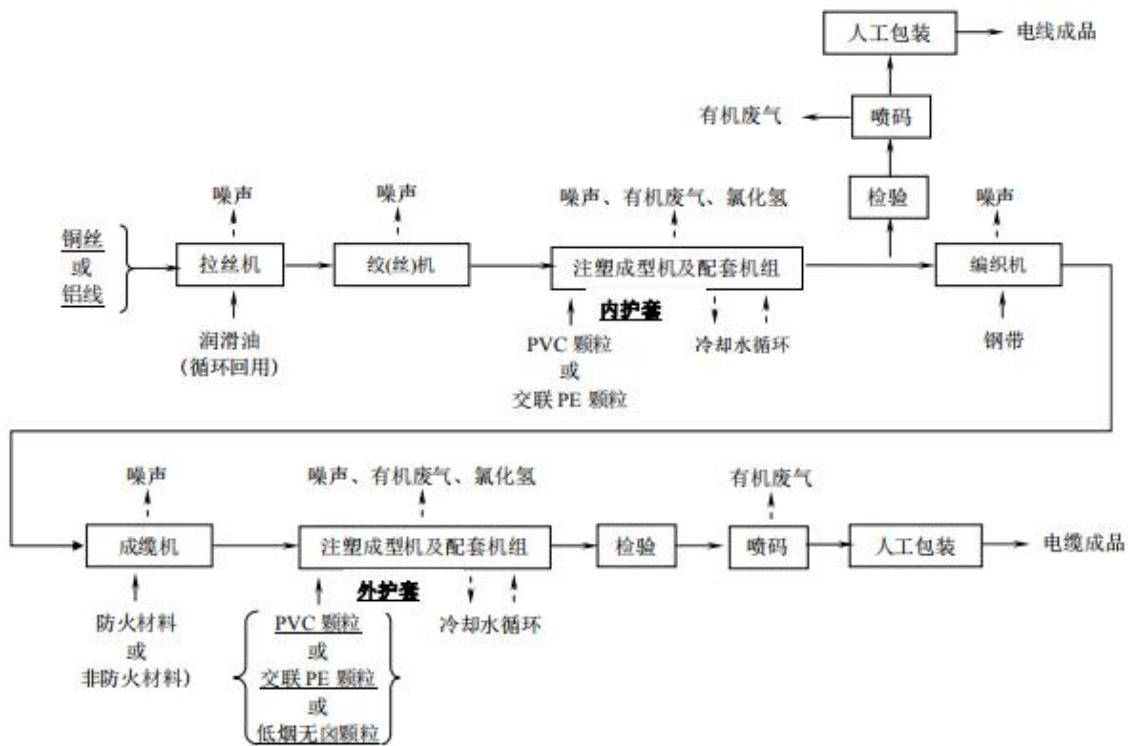 人工包装
电线成品
有机废气
喷码
噪声
噪声
噪声、有机废气、氯化氢
检验
噪声
铜丝
或
铝线
拉丝机
绞(丝)机
注塑成型机及配套机组
编织机
内护套
润滑油
(循环回用)
PVC 颗粒
或
交联 PE 颗粒
冷却水循环
钢带
噪声
噪声、有机废气、氯化氢
有机废气
成缆机
注塑成型机及配套机组
检验
喷码
人工包装
电缆成品
外护套
防火材料
或
非防火材料)
PVC 颗粒
或
交联 PE 颗粒
或
低烟无卤颗粒
冷却水循环